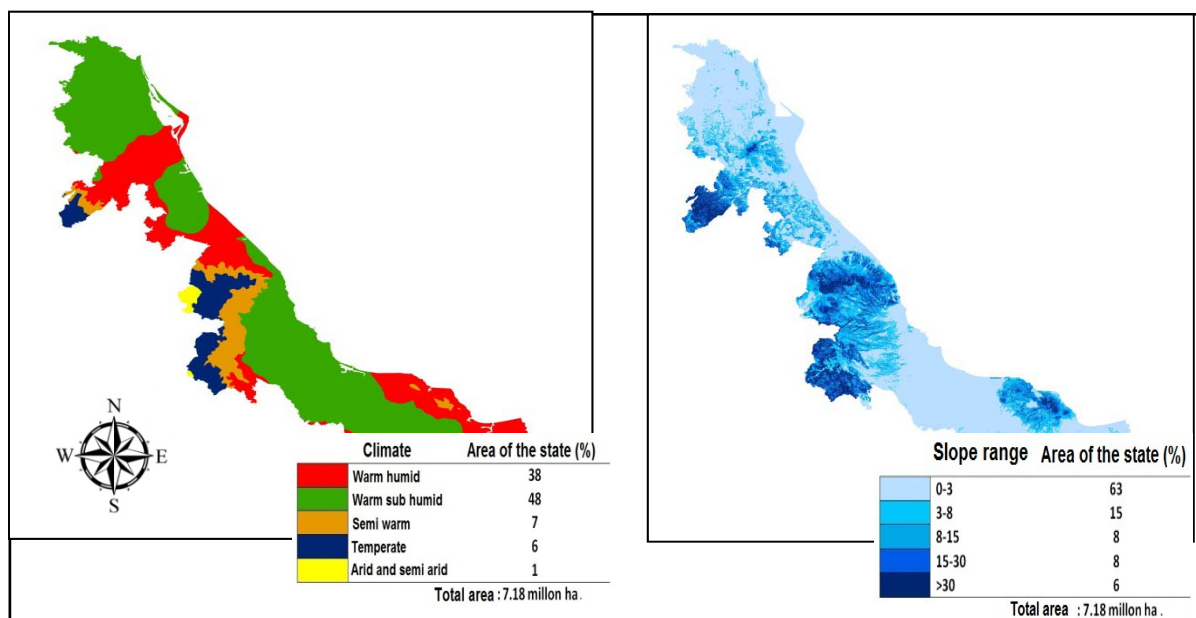 N
W E
S
Climate Area of the state (%)
Warm humid 38
Warm sub humid 48
Semi warm 7
Temperate 6
Arid and semi arid 1
Total area : 7.18 millon ha .
Slope range Area of the state (%)
0-3 63
3-8 15
8-15 8
15-30 8
>30 6
Total area : 7.18 millon ha .